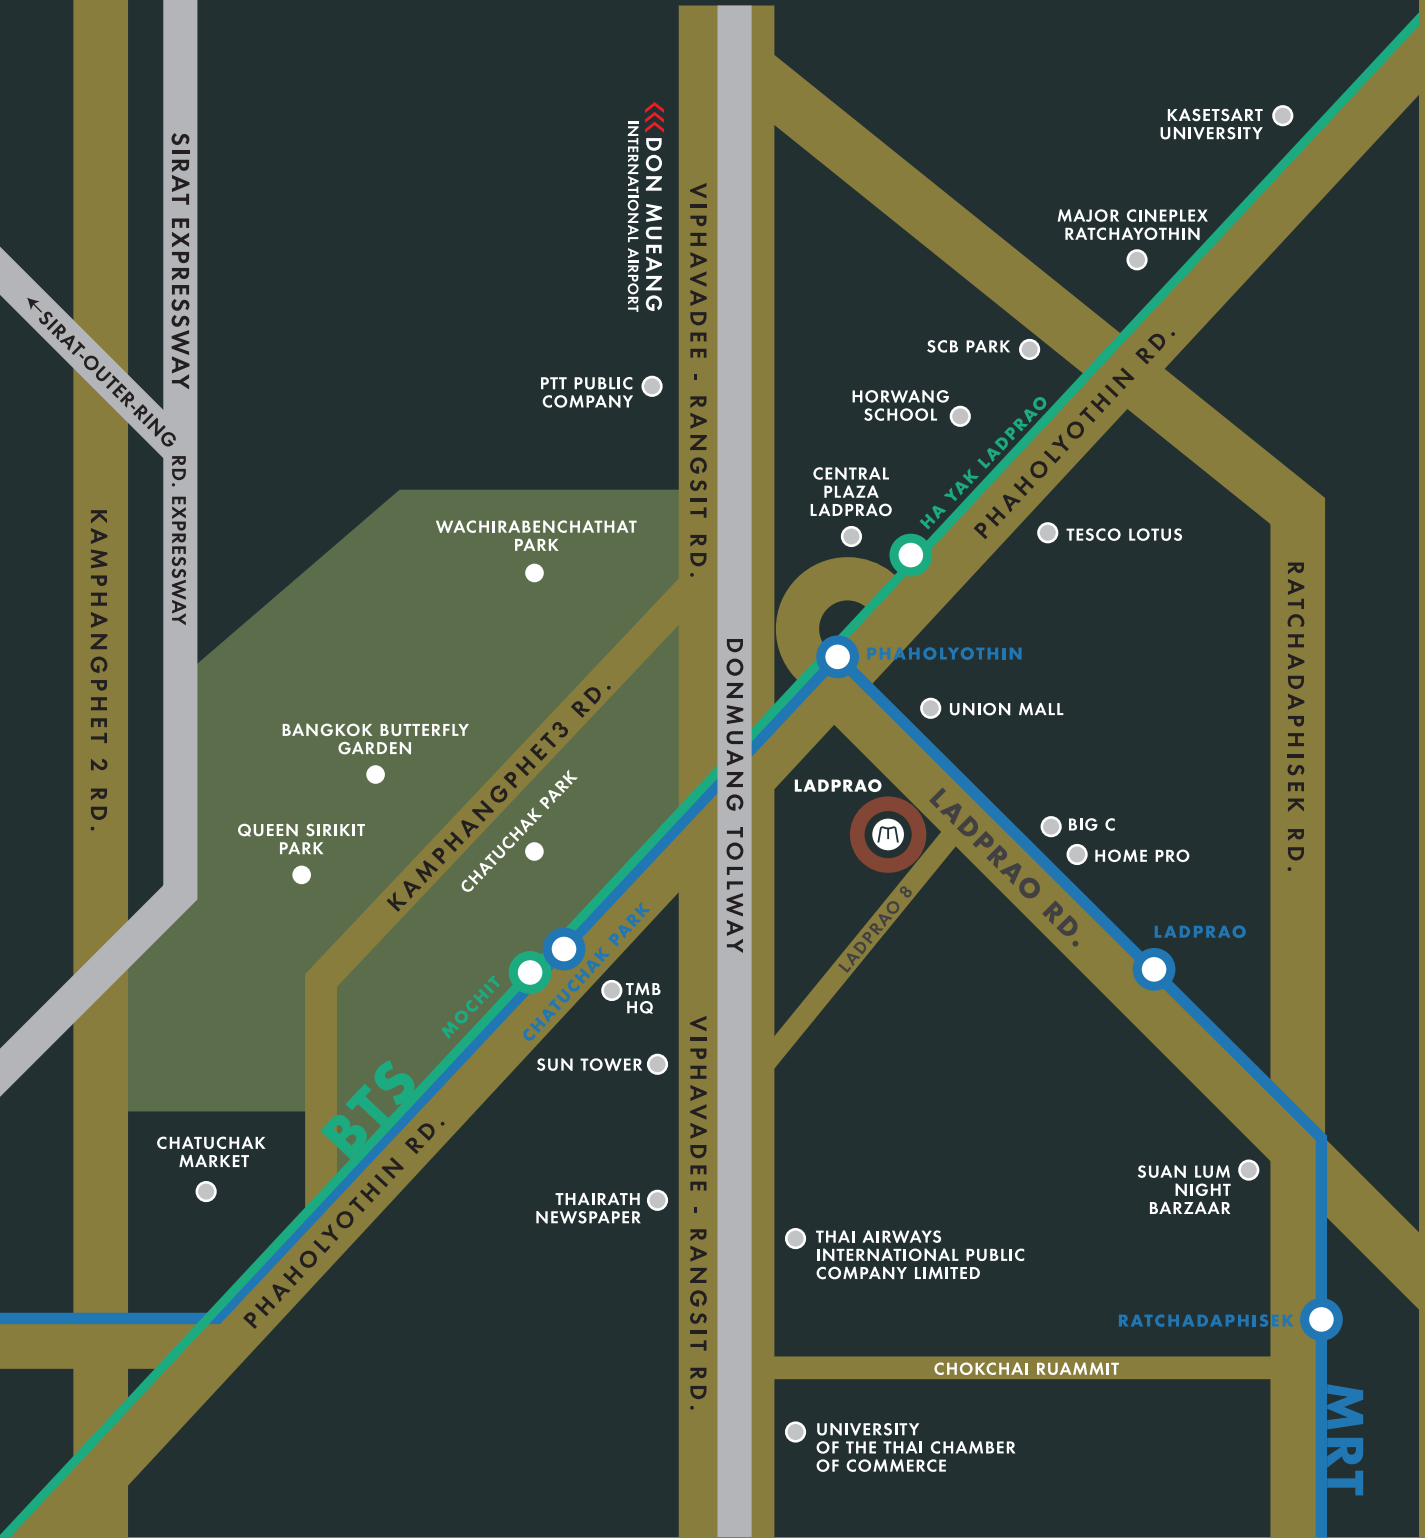 KASETSART
UNIVERSITY
MAJOR CINEPLEX
RATCHAYOTHIN
SIRAT EXPRESSWAY
DON MUEANG
INTERNATIONAL AIRPORT
VIPHAVADEE - RANGSIT RD.
SCB PARK
PHAHOLYOTHIN RD.
SIRAT-OUTER-RING
RD. EXPRESSWAY
PTT PUBLIC
COMPANY
HORWANG
SCHOOL
HA YAK LADPRAO
CENTRAL
PLAZA
LADPRAO
KAMPHANGPHET 2 RD.
WACHIRABENCHATHAT
PARK
TESCO LOTUS
RATCHADAPHISEK RD.
DONMUANG TOLLWAY
PHAHOLYOTHIN
KAMPHANGPHET3 RD.
UNION MALL
BANGKOK BUTTERFLY
GARDEN
CHATUCHAK PARK
LADPRAO
LADPRAO RD.
BIG C
HOME PRO
QUEEN SIRIKIT
PARK
LADPRAO 8
LADPRAO
CHATUCHAK PARK
MOCHIT
TMB
HQ
VIPHAVADEE - RANGSIT RD.
SUN TOWER
BTS
PHAHOLYOTHIN RD.
CHATUCHAK
MARKET
SUAN LUM
NIGHT
BARZAAR
THAIRATH
NEWSPAPER
THAI AIRWAYS
INTERNATIONAL PUBLIC
COMPANY LIMITED
RATCHADAPHISEK
CHOKCHAI RUAMMIT
MRT
UNIVERSITY
OF THE THAI CHAMBER
OF COMMERCE